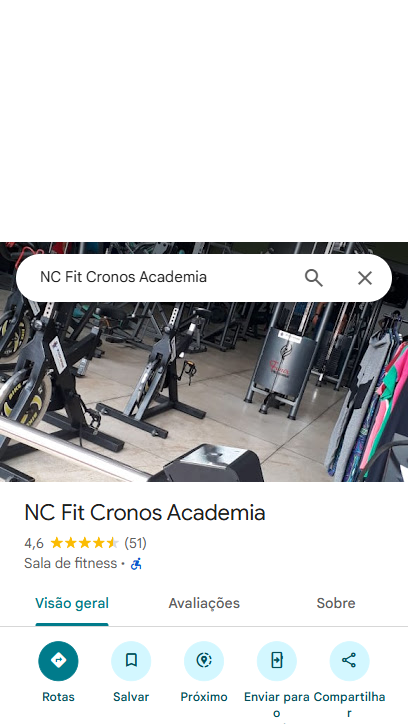 NC Fit Cronos Academia
NC Fit Cronos Academia
4,6 (51)
Sala de fitness ·
Visão geral
Avaliações
Sobre
Rotas
Salvar
Próximo
Enviar para
o
Compartilha
r